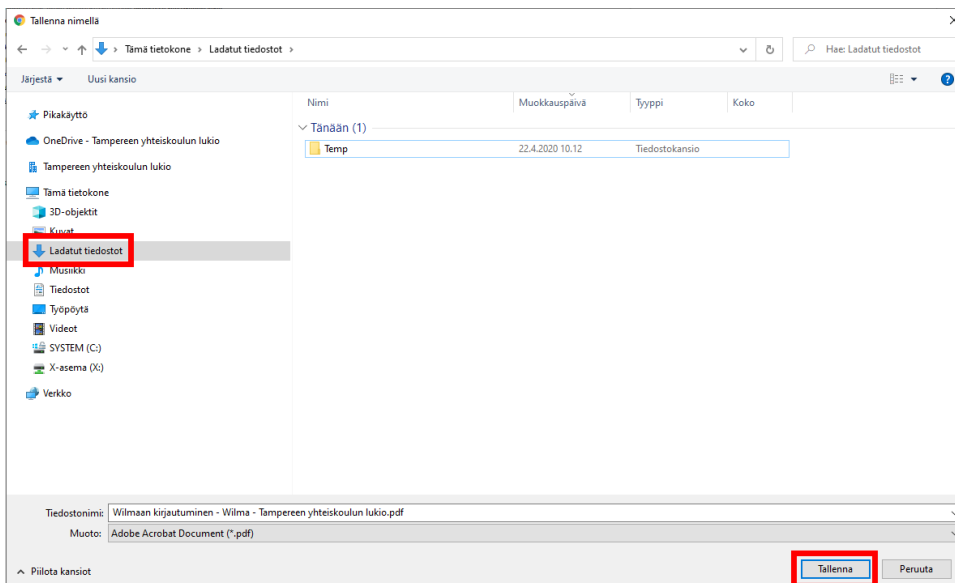 Tallenna nimellä
Tämä tietokone › Ladatut tiedostot ›
Hae: Ladatut tiedostot
Järjestä
Uusi kansio
Nimi
Muokkauspäivä
Tyyppi
Koko
Pikakäyttö
Tänään (1)
OneDrive - Tampereen yhteiskoulun lukio
Temp
22.4.2020 10.12
Tiedostokansio
Tampereen yhteiskoulun lukio
Tämä tietokone
3D-objektit
Kuvat
Ladatut tiedostot
Musiikki
Tiedostot
Työpöytä
Videot
SYSTEM (C:)
X-asema (X:)
Verkko
Tiedostonimi: Wilmaan kirjautuminen - Wilma - Tampereen yhteiskoulun lukio.pdf
Muoto: Adobe Acrobat Document (*.pdf)
Piilota kansiot
Tallenna
Peruuta